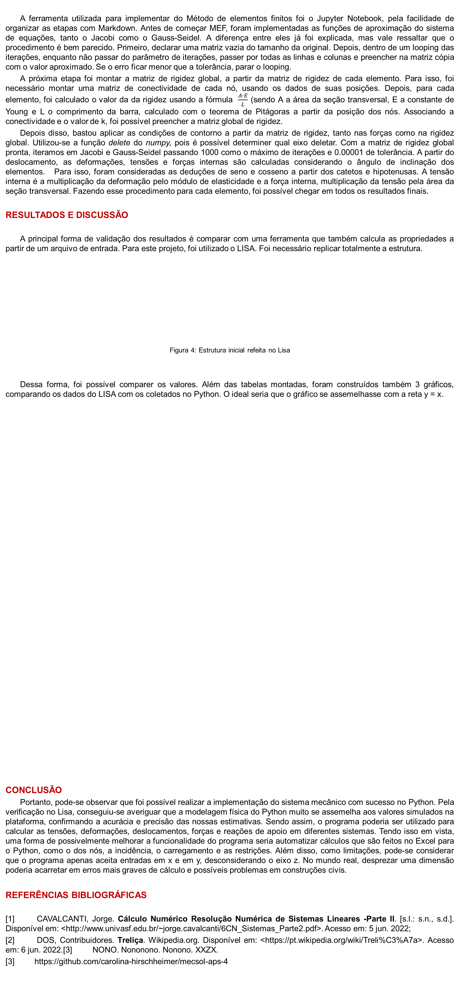 A ferramenta utilizada para implementar do Método de elementos finitos foi o Jupyter Notebook, pela facilidade de
organizar as etapas com Markdown. Antes de começar MEF, foram implementadas as funções de aproximação do sistema
de equações, tanto o Jacobi como o Gauss-Seidel. A diferença entre eles já foi explicada, mas vale ressaltar que o
procedimento é bem parecido. Primeiro, declarar uma matriz vazia do tamanho da original. Depois, dentro de um looping das
iterações, enquanto não passar do parâmetro de iterações, passer por todas as linhas e colunas e preencher na matriz cópia
com o valor aproximado. Se o erro ficar menor que a tolerância, parar o looping.
A próxima etapa foi montar a matriz de rigidez global, a partir da matriz de rigidez de cada elemento. Para isso, foi
necessário montar uma matriz de conectividade de cada nó, usando os dados de suas posições. Depois, para cada
elemento, foi calculado o valor da da rigidez usando a fórmula A·E/L (sendo A a área da seção transversal, E a constante de
Young e L o comprimento da barra, calculado com o teorema de Pitágoras a partir da posição dos nós. Associando a
conectividade e o valor de k, foi possível preencher a matriz global de rigidez.
Depois disso, bastou aplicar as condições de contorno a partir da matriz de rigidez, tanto nas forças como na rigidez
global. Utilizou-se a função delete do numpy, pois é possível determiner qual eixo deletar. Com a matriz de rigidez global
pronta, iteramos em Jacobi e Gauss-Seidel passando 1000 como o máximo de iterações e 0.00001 de tolerância. A partir do
deslocamento, as deformações, tensões e forças internas são calculadas considerando o ângulo de inclinação dos
elementos. Para isso, foram consideradas as deduções de seno e cosseno a partir dos catetos e hipotenusas. A tensão
interna é a multiplicação da deformação pelo módulo de elasticidade e a força interna, multiplicação da tensão pela área da
seção transversal. Fazendo esse procedimento para cada elemento, foi possível chegar em todos os resultados finais.
RESULTADOS E DISCUSSÃO
A principal forma de validação dos resultados é comparar com uma ferramenta que também calcula as propriedades a
partir de um arquivo de entrada. Para este projeto, foi utilizado o LISA. Foi necessário replicar totalmente a estrutura.
Figura 4: Estrutura inicial refeita no Lisa
Dessa forma, foi possível comparer os valores. Além das tabelas montadas, foram construídos também 3 gráficos,
comparando os dados do LISA com os coletados no Python. O ideal seria que o gráfico se assemelhasse com a reta y = x.
CONCLUSÃO
Portanto, pode-se observar que foi possível realizar a implementação do sistema mecânico com sucesso no Python. Pela
verificação no Lisa, conseguiu-se averiguar que a modelagem física do Python muito se assemelha aos valores simulados na
plataforma, confirmando a acurácia e precisão das nossas estimativas. Sendo assim, o programa poderia ser utilizado para
calcular as tensões, deformações, deslocamentos, forças e reações de apoio em diferentes sistemas. Tendo isso em vista,
uma forma de possivelmente melhorar a funcionalidade do programa seria automatizar cálculos que são feitos no Excel para
o Python, como o dos nós, a incidência, o carregamento e as restrições. Além disso, como limitações, pode-se considerar
que o programa apenas aceita entradas em x e em y, desconsiderando o eixo z. No mundo real, desprezar uma dimensão
poderia acarretar em erros mais graves de cálculo e possíveis problemas em construções civis.
REFERÊNCIAS BIBLIOGRÁFICAS
[1] CAVALCANTI, Jorge. Cálculo Numérico Resolução Numérica de Sistemas Lineares -Parte II. [s.l.: s.n., s.d.].
Disponível em: <http://www.univasf.edu.br/~jorge.cavalcanti/6CN_Sistemas_Parte2.pdf>. Acesso em: 5 jun. 2022;
[2] DOS, Contribuidores. Treliça. Wikipedia.org. Disponível em: <https://pt.wikipedia.org/wiki/Treli%C3%A7a>. Acesso
em: 6 jun. 2022.[3] NONO. Nononono. Nonono. XXZX.
[3] https://github.com/carolina-hirschheimer/mecsol-aps-4